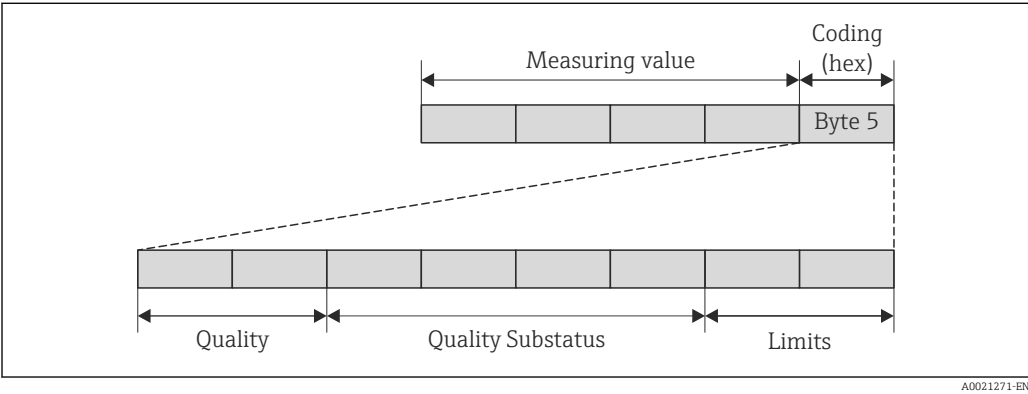 Coding
(hex)
Measuring value
Byte 5
Quality
Quality Substatus
Limits
A0021271-EN